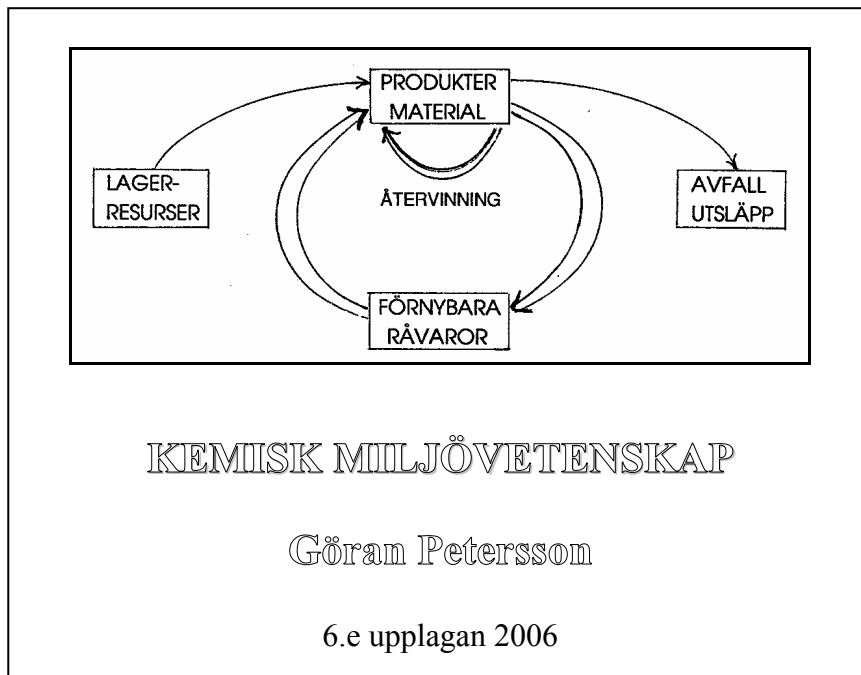 PRODUKTER
MATERIAL
LAGER-
RESURSER
ÅTERVINNING
AVFALL
UTSLÄPP
FÖRNYBARA
RÅVAROR
KEMISK MILJÖVETENSKAP
Göran Petersson
6.e upplagan 2006